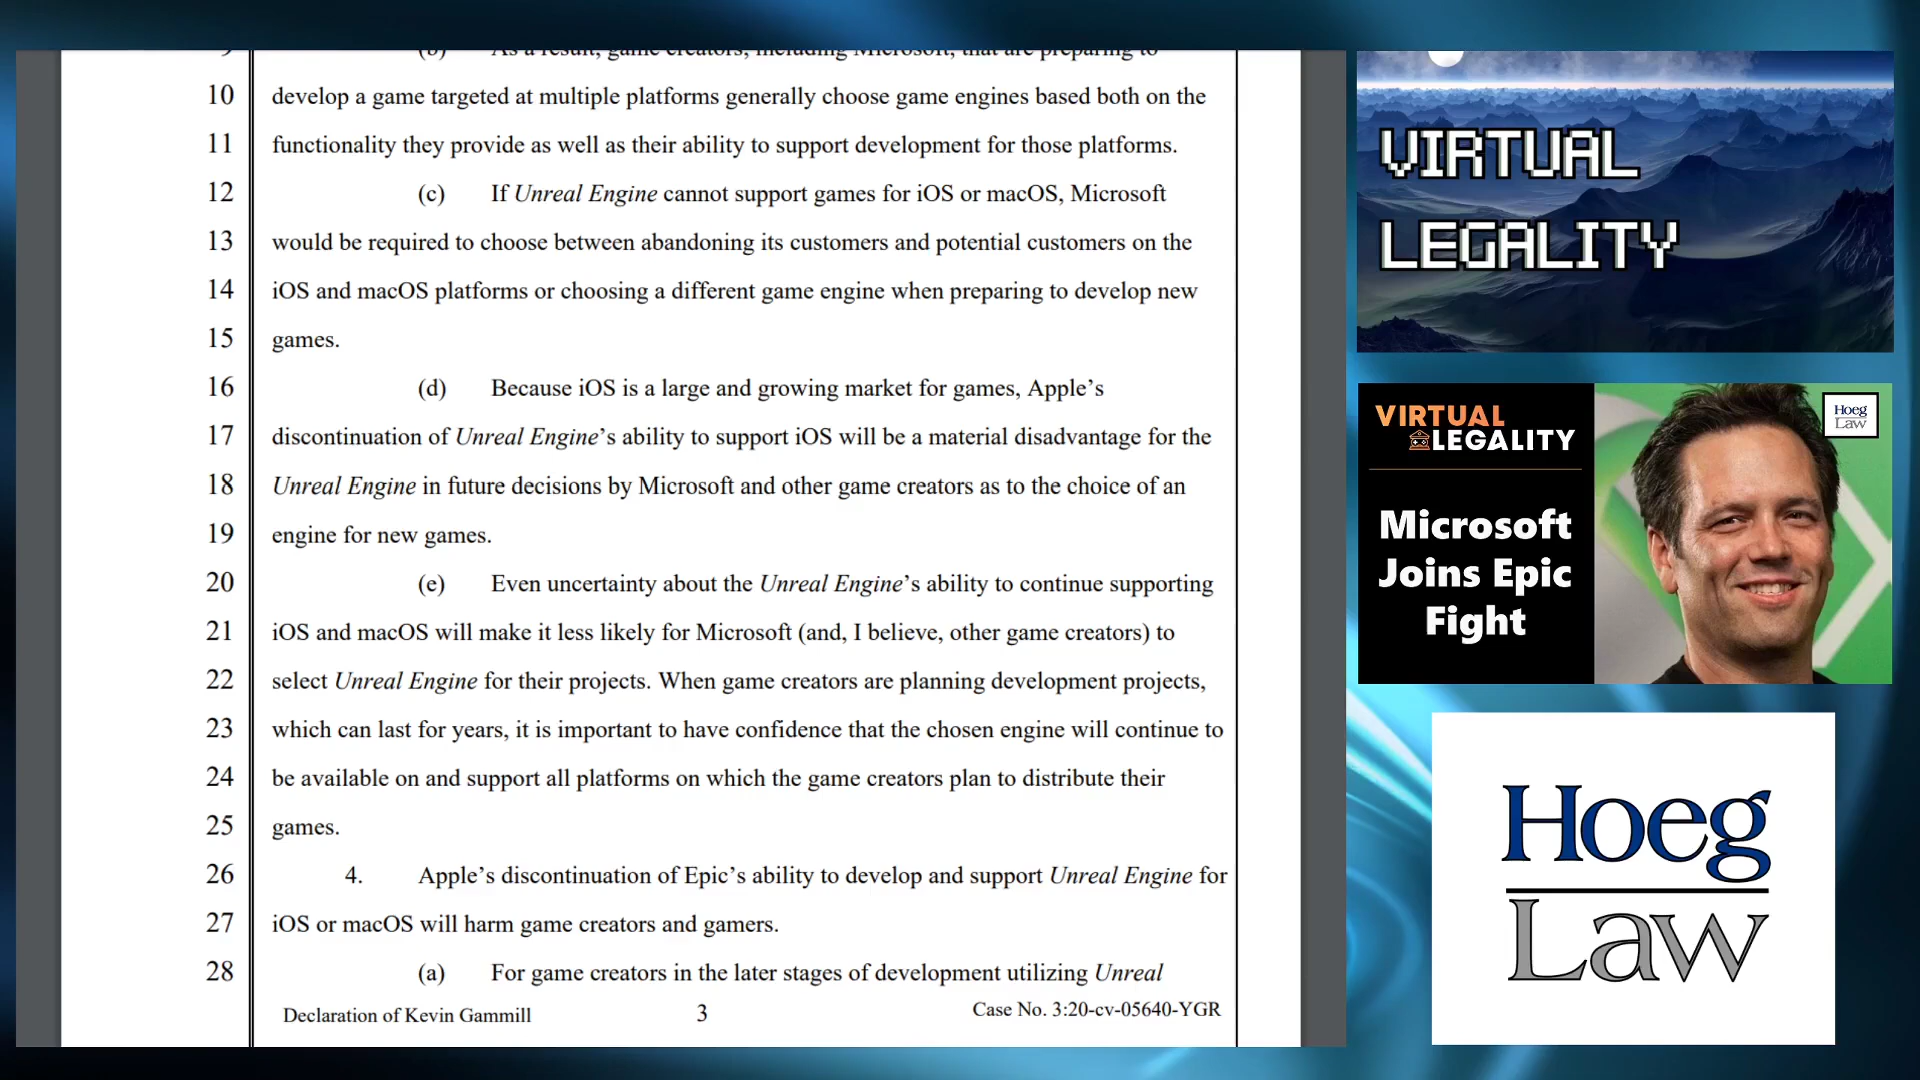 9 (b) As a result, game creators, including Microsoft, that are preparing to
10 develop a game targeted at multiple platforms generally choose game engines based both on the
11 functionality they provide as well as their ability to support development for those platforms.
12 (c) If Unreal Engine cannot support games for iOS or macOS, Microsoft
13 would be required to choose between abandoning its customers and potential customers on the
14 iOS and macOS platforms or choosing a different game engine when preparing to develop new
15 games.
16 (d) Because iOS is a large and growing market for games, Apple’s
17 discontinuation of Unreal Engine’s ability to support iOS will be a material disadvantage for the
18 Unreal Engine in future decisions by Microsoft and other game creators as to the choice of an
19 engine for new games.
20 (e) Even uncertainty about the Unreal Engine’s ability to continue supporting
21 iOS and macOS will make it less likely for Microsoft (and, I believe, other game creators) to
22 select Unreal Engine for their projects. When game creators are planning development projects,
23 which can last for years, it is important to have confidence that the chosen engine will continue to
24 be available on and support all platforms on which the game creators plan to distribute their
25 games.
26 4. Apple’s discontinuation of Epic’s ability to develop and support Unreal Engine for
27 iOS or macOS will harm game creators and gamers.
28 (a) For game creators in the later stages of development utilizing Unreal
Declaration of Kevin Gammill 3 Case No. 3:20-cv-05640-YGR
VIRTUAL
LEGALITY
VIRTUAL
LEGALITY
Microsoft
Joins Epic
Fight
Hoeg
Law
Hoeg
Law